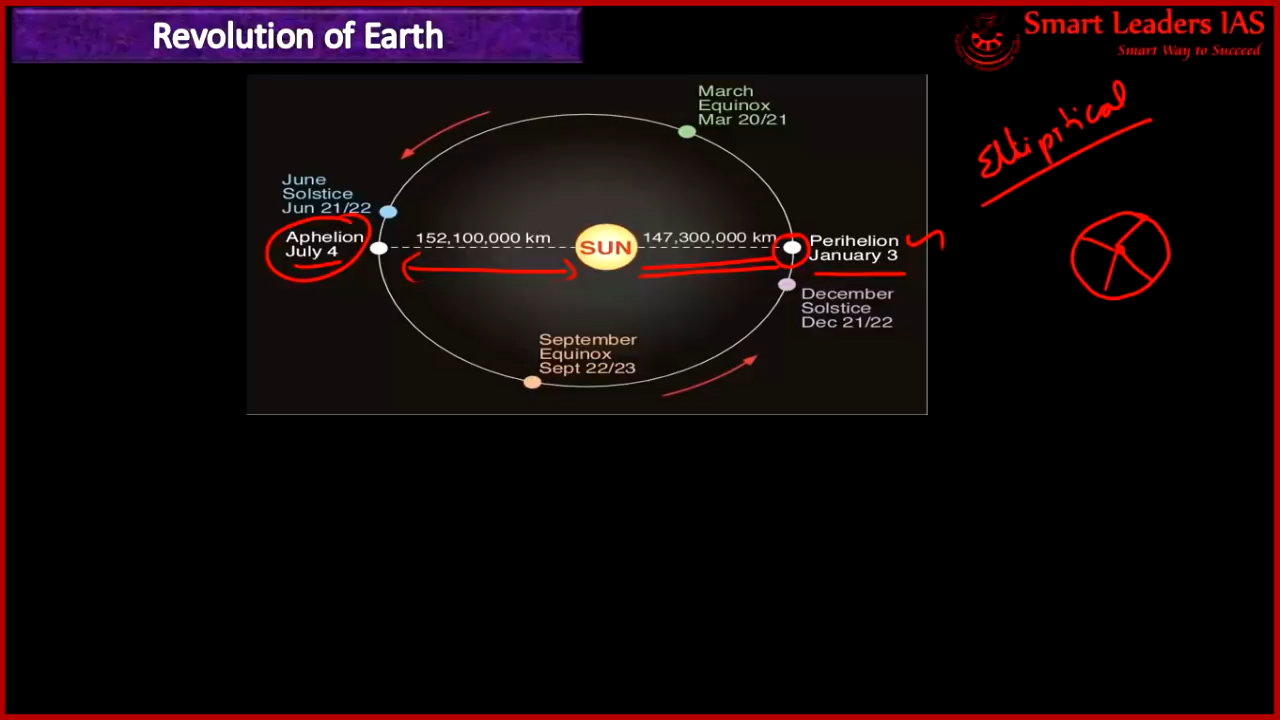 Revolution of Earth
Smart Leaders IAS
Smart Way to Succeed
March
Equinox
Mar 20/21
Elliptical
June
Solstice
Jun 21/22
Aphelion
July 4
152,100,000 km
SUN
147,300,000 km
Perihelion
January 3
December
Solstice
Dec 21/22
September
Equinox
Sept 22/23